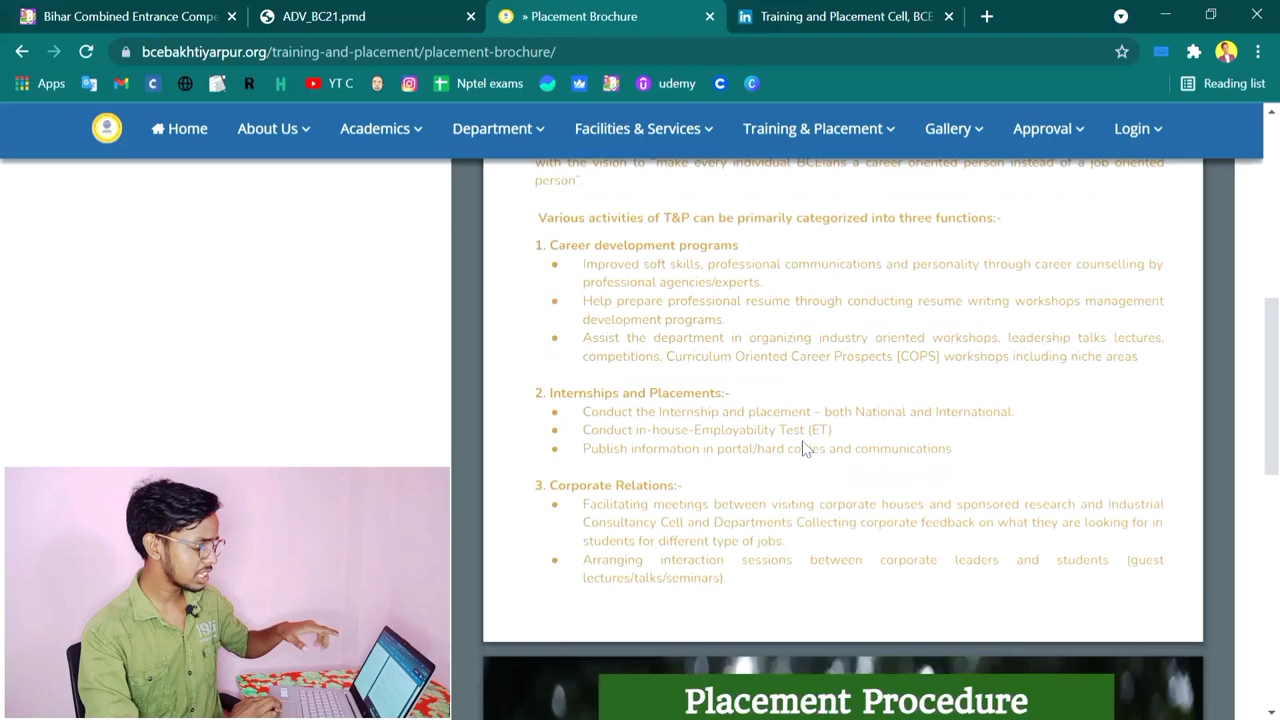 Bihar Combined Entrance Compe
ADV_BC21.pmd
» Placement Brochure
Training and Placement Cell, BCE
bcebakhtiyarpur.org/training-and-placement/placement-brochure/
Apps
YT C
Nptel exams
udemy
Reading list
Home
About Us
Academics
Department
Facilities & Services
Training & Placement
Gallery
Approval
Login
with the vision to "make every individual BCEians a career oriented person instead of a job oriented
person".
Various activities of T&P can be primarily categorized into three functions:-
1. Career development programs
● Improved soft skills, professional communications and personality through career counselling by
professional agencies/experts.
● Help prepare professional resume through conducting resume writing workshops management
development programs.
● Assist the department in organizing industry oriented workshops, leadership talks lectures,
competitions, Curriculum Oriented Career Prospects [COPS] workshops including niche areas
2. Internships and Placements:-
● Conduct the Internship and placement – both National and International.
● Conduct in-house-Employability Test (ET)
● Publish information in portal/hard copies and communications
3. Corporate Relations:-
● Facilitating meetings between visiting corporate houses and sponsored research and Industrial
Consultancy Cell and Departments Collecting corporate feedback on what they are looking for in
students for different type of jobs.
● Arranging interaction sessions between corporate leaders and students (guest
lectures/talks/seminars).
Placement Procedure